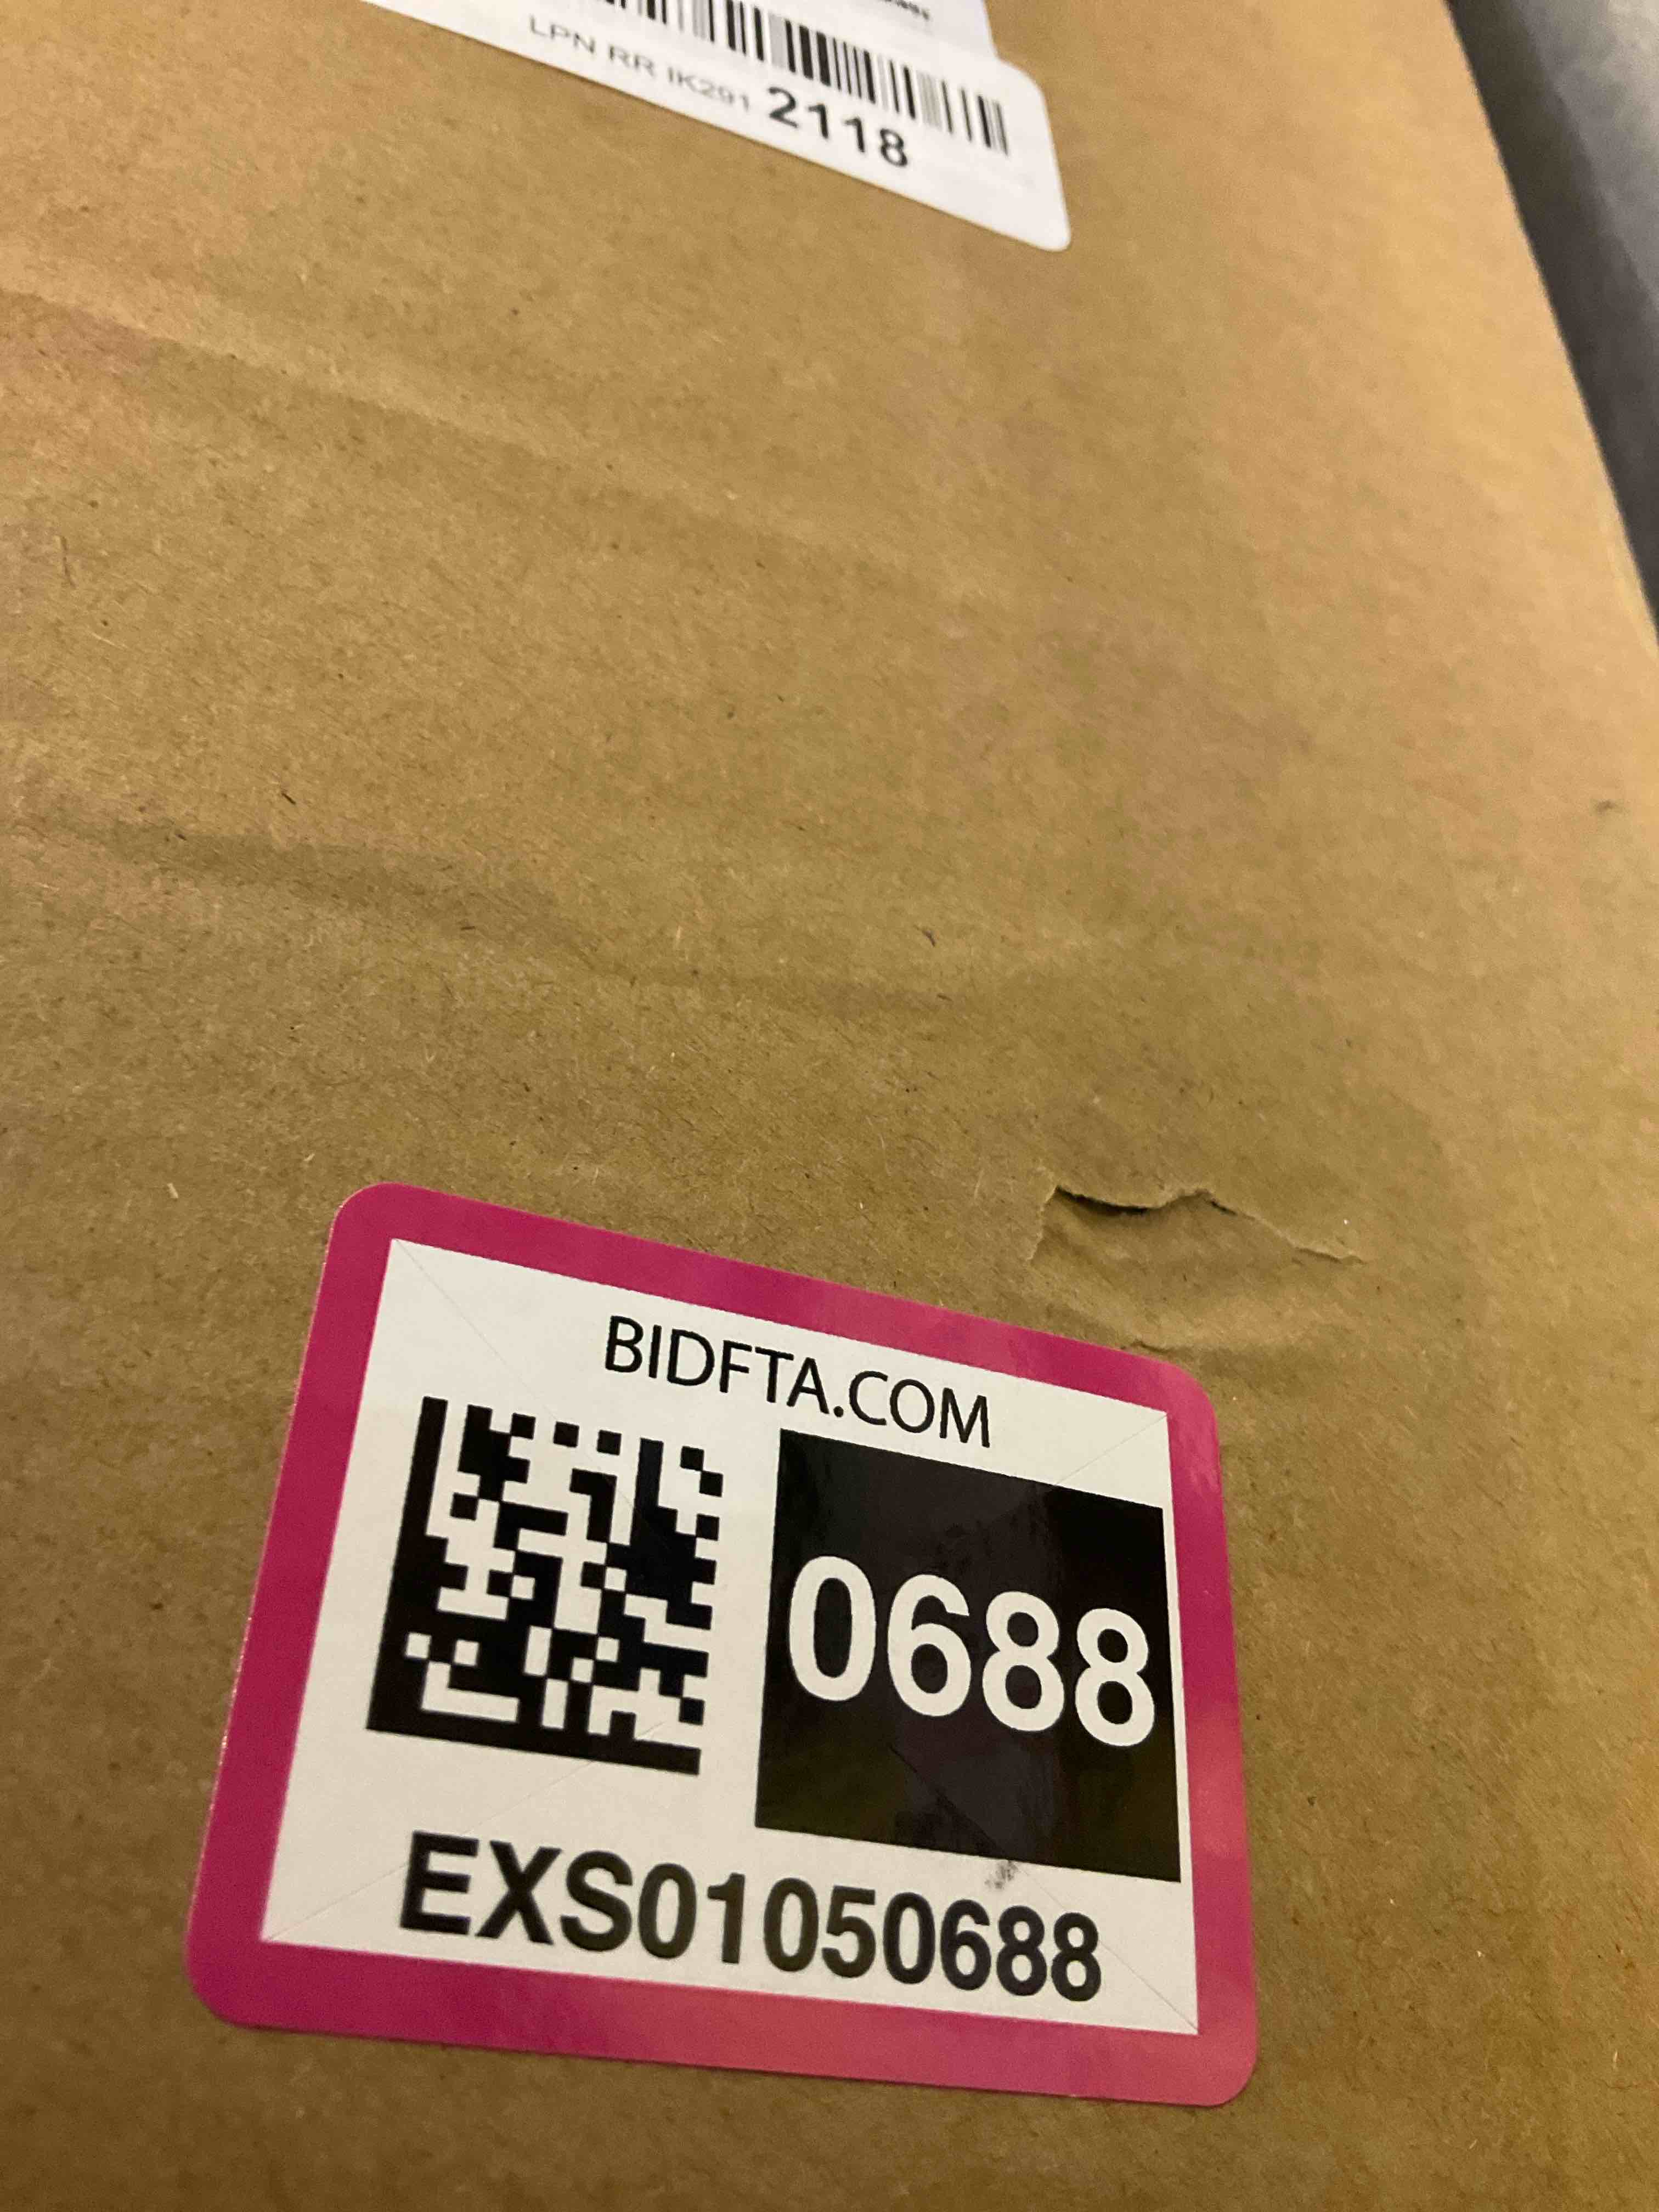 LPN RR IK291 2118
BIDFTA.COM
0688
EXS01050688